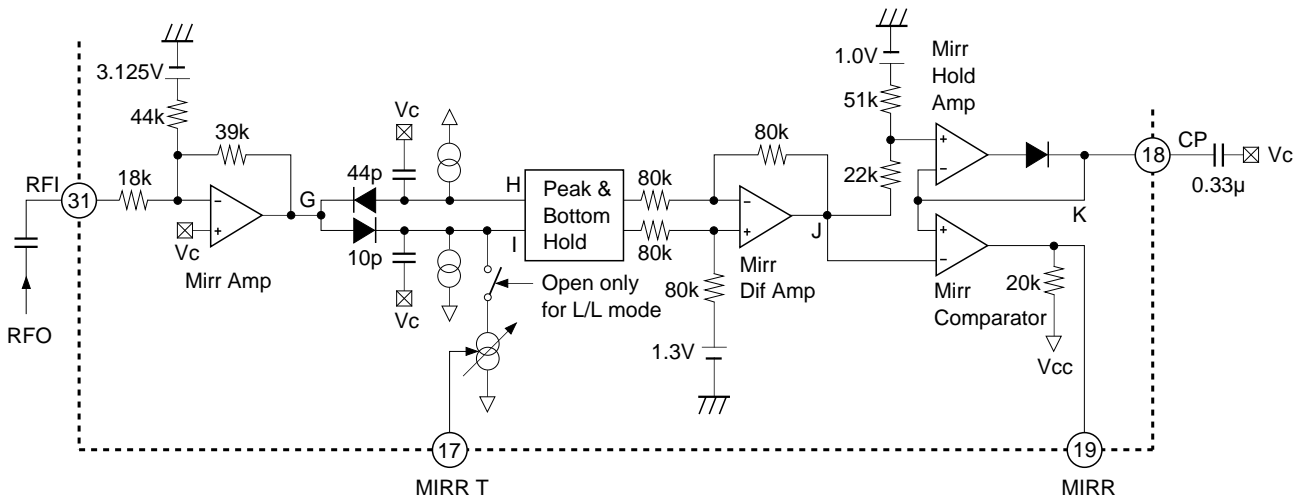 3.125V
44k
39k
RFI
31
18k
G
Vc
Mirr Amp
RFO
Vc
44p
10p
Vc
H
I
Peak &
Bottom
Hold
80k
80k
80k
80k
Mirr
Dif Amp
1.3V
J
Open only
for L/L mode
17
MIRR T
1.0V
51k
22k
Mirr
Hold
Amp
K
Mirr
Comparator
20k
Vcc
18
CP
0.33µ
Vc
19
MIRR
−
+
−
+
+
−
+
−